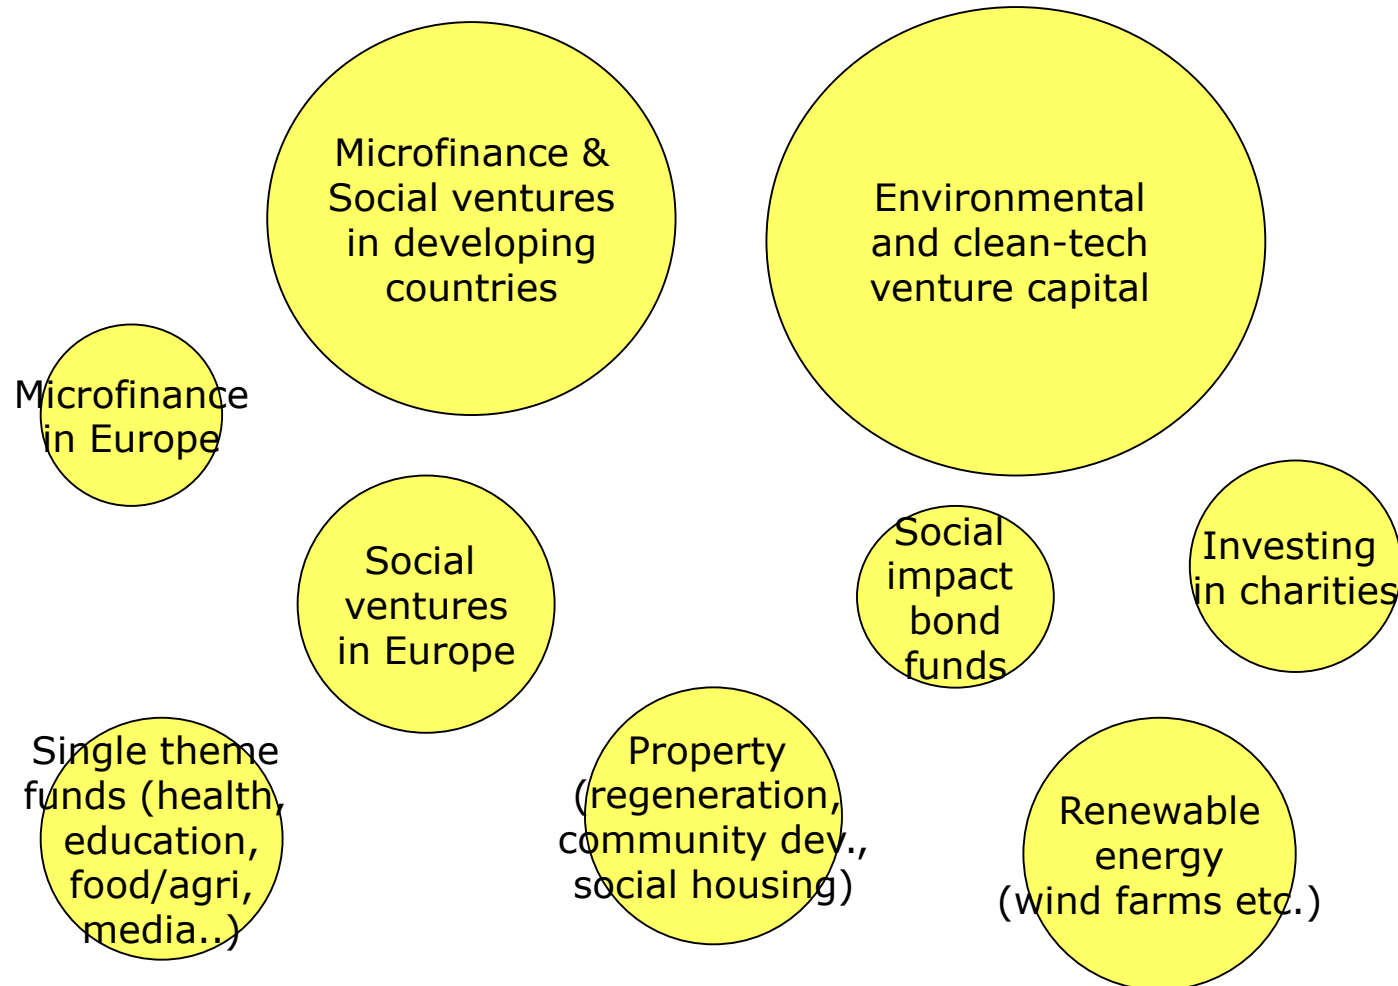 Microfinance &
Social ventures
in developing
countries
Environmental
and clean-tech
venture capital
Microfinance
in Europe
Social
ventures
in Europe
Social
impact
bond
funds
Investing
in charities
Single theme
funds (health,
education,
food/agri,
media..)
Property
(regeneration,
community dev.,
social housing)
Renewable
energy
(wind farms etc.)